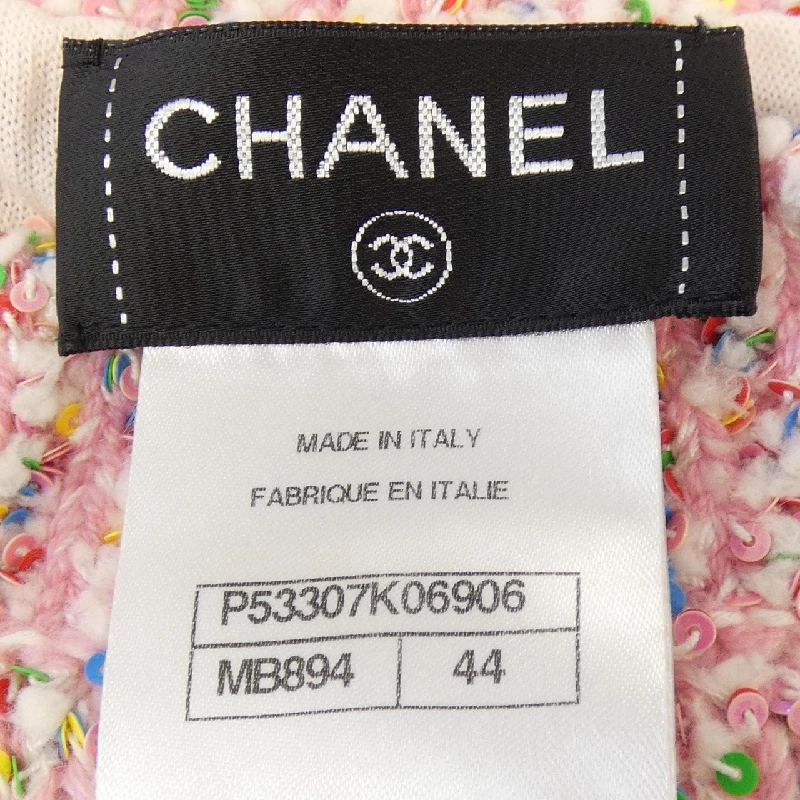 CHANEL
MADE IN ITALY
FABRIQUE EN ITALIE
P53307K06906
MB894 44